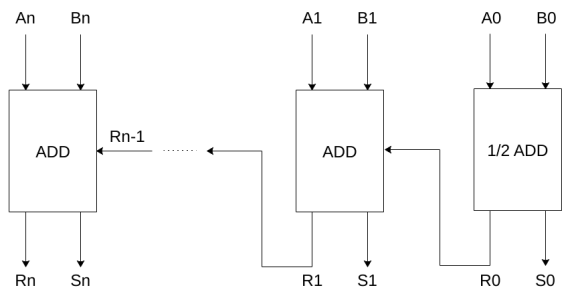 An Bn A1 B1 A0 B0
Rn-1
ADD ADD 1/2 ADD
Rn Sn R1 S1 R0 S0